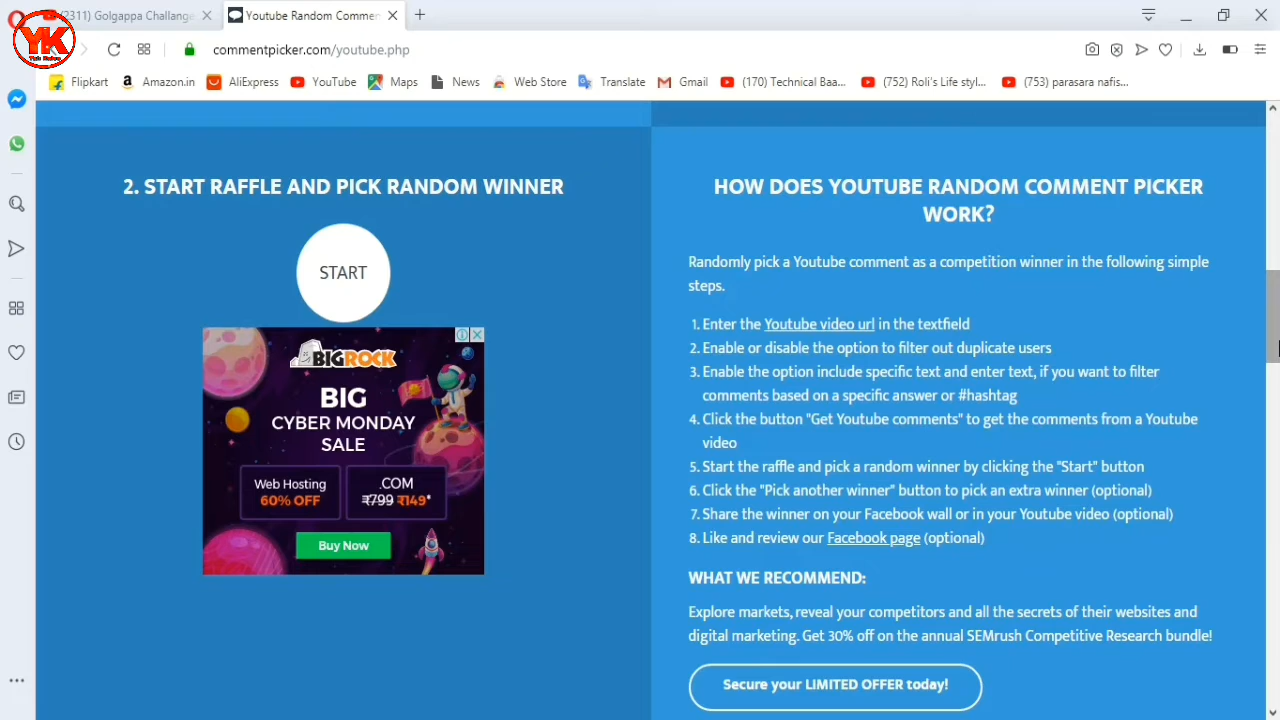 (2311) Golgappa Challange
Youtube Random Commen
commentpicker.com/youtube.php
YK
Flipkart
Amazon.in
AliExpress
YouTube
Maps
News
Web Store
Translate
Gmail
(170) Technical Baa...
(752) Roli's Life styl...
(753) parasara nafis...
2. START RAFFLE AND PICK RANDOM WINNER
START
BIGROCK
BIG
CYBER MONDAY
SALE
Web Hosting
60% OFF
.COM
₹799 ₹149*
Buy Now
HOW DOES YOUTUBE RANDOM COMMENT PICKER
WORK?
Randomly pick a Youtube comment as a competition winner in the following simple
steps.
1. Enter the Youtube video url in the textfield
2. Enable or disable the option to filter out duplicate users
3. Enable the option include specific text and enter text, if you want to filter
comments based on a specific answer or #hashtag
4. Click the button "Get Youtube comments" to get the comments from a Youtube
video
5. Start the raffle and pick a random winner by clicking the "Start" button
6. Click the "Pick another winner" button to pick an extra winner (optional)
7. Share the winner on your Facebook wall or in your Youtube video (optional)
8. Like and review our Facebook page (optional)
WHAT WE RECOMMEND:
Explore markets, reveal your competitors and all the secrets of their websites and
digital marketing. Get 30% off on the annual SEMrush Competitive Research bundle!
Secure your LIMITED OFFER today!